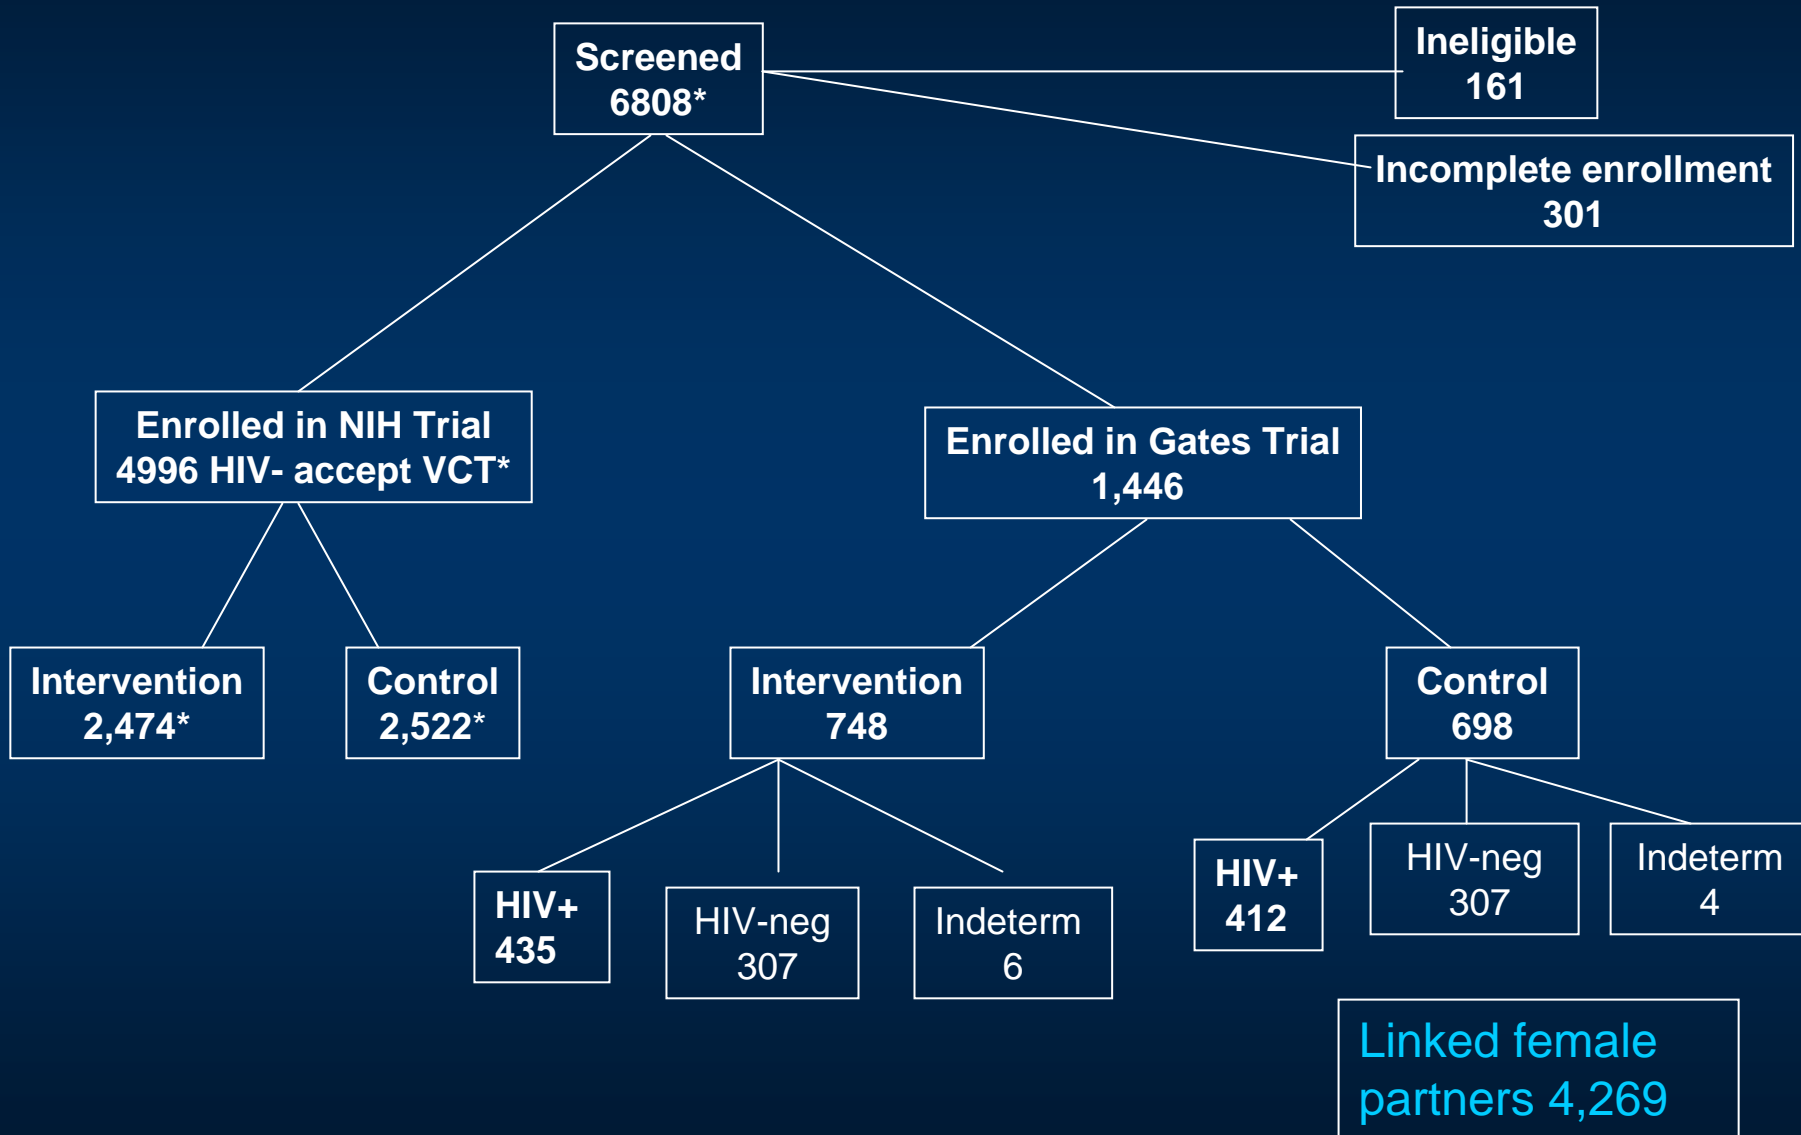 Screened
6808*
Ineligible
161
Incomplete enrollment
301
Enrolled in NIH Trial
4996 HIV- accept VCT*
Enrolled in Gates Trial
1,446
Intervention
2,474*
Control
2,522*
Intervention
748
Control
698
HIV+
435
HIV-neg
307
Indeterm
6
HIV+
412
HIV-neg
307
Indeterm
4
Linked female
partners 4,269